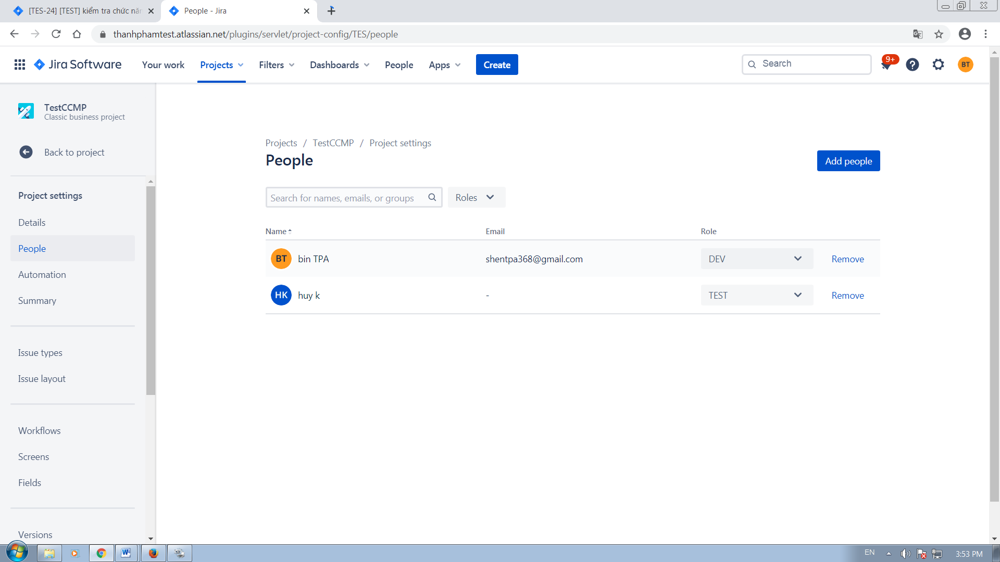 [TES-24] [TEST] kiểm tra chức năn
People - Jira
thanhphamtest.atlassian.net/plugins/servlet/project-config/TES/people
Jira Software
Your work
Projects
Filters
Dashboards
People
Apps
Create
Search
9+
BT
TestCCMP
Classic business project
Back to project
Project settings
Details
People
Automation
Summary
Issue types
Issue layout
Workflows
Screens
Fields
Versions
Projects / TestCCMP / Project settings
People
Add people
Search for names, emails, or groups
Roles
Name Email Role
BT bin TPA shentpa368@gmail.com DEV Remove
HK huy k - TEST Remove
EN
3:53 PM